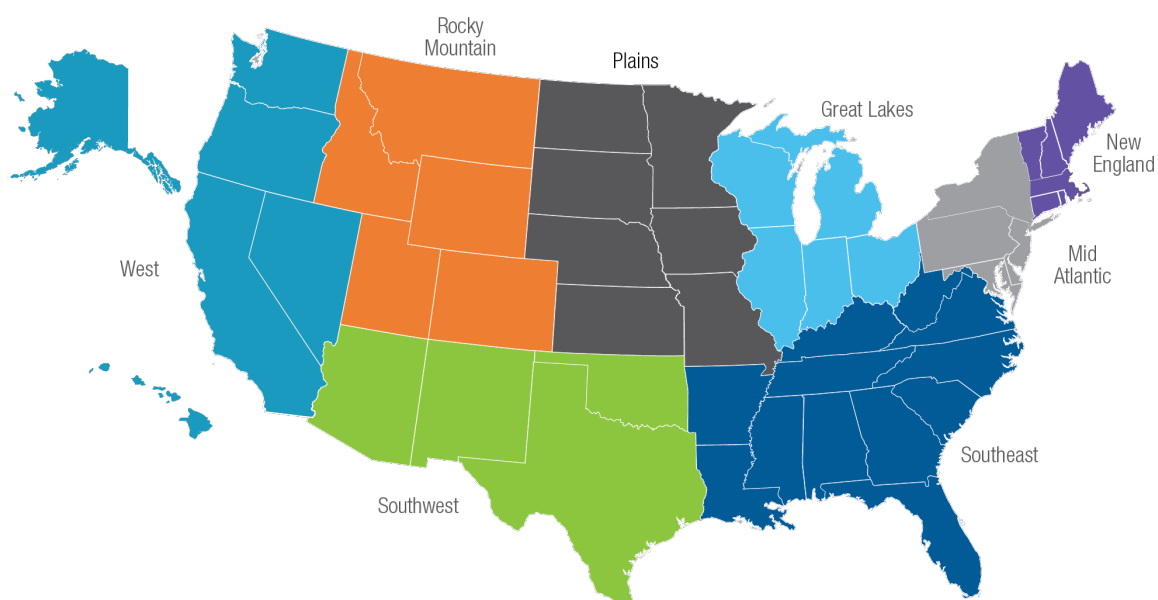 Rocky
Mountain
Plains
Great Lakes
New
England
West
Mid
Atlantic
Southeast
Southwest